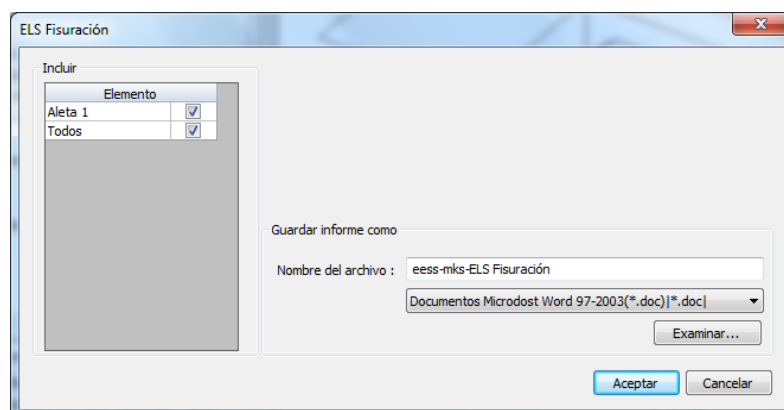 ELS Fisuración
Incluir
Elemento
Aleta 1
Todos
Guardar informe como
Nombre del archivo : eess-mks-ELS Fisuración
Documentos Microdost Word 97-2003(*.doc)|*.doc|
Examinar...
Aceptar Cancelar